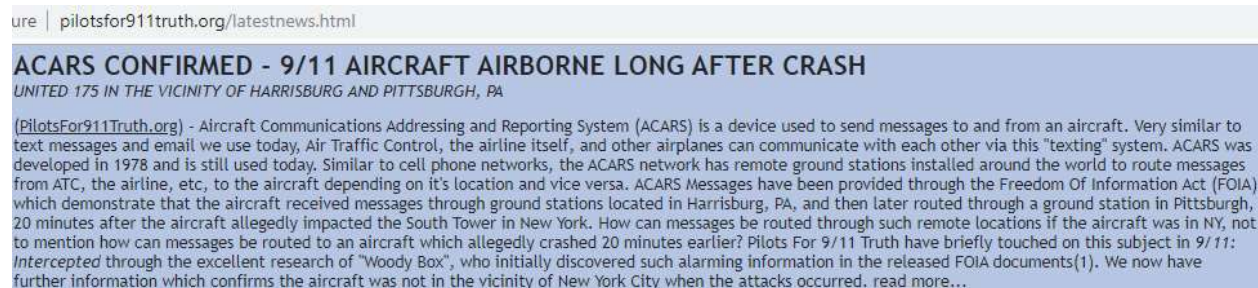 ure | pilotsfor911truth.org/latestnews.html
ACARS CONFIRMED - 9/11 AIRCRAFT AIRBORNE LONG AFTER CRASH
UNITED 175 IN THE VICINITY OF HARRISBURG AND PITTSBURGH, PA
(PilotsFor911Truth.org) - Aircraft Communications Addressing and Reporting System (ACARS) is a device used to send messages to and from an aircraft. Very similar to
text messages and email we use today, Air Traffic Control, the airline itself, and other airplanes can communicate with each other via this "texting" system. ACARS was
developed in 1978 and is still used today. Similar to cell phone networks, the ACARS network has remote ground stations installed around the world to route messages
from ATC, the airline, etc, to the aircraft depending on it's location and vice versa. ACARS Messages have been provided through the Freedom Of Information Act (FOIA)
which demonstrate that the aircraft received messages through ground stations located in Harrisburg, PA, and then later routed through a ground station in Pittsburgh,
20 minutes after the aircraft allegedly impacted the South Tower in New York. How can messages be routed through such remote locations if the aircraft was in NY, not
to mention how can messages be routed to an aircraft which allegedly crashed 20 minutes earlier? Pilots For 9/11 Truth have briefly touched on this subject in 9/11:
Intercepted through the excellent research of "Woody Box", who initially discovered such alarming information in the released FOIA documents(1). We now have
further information which confirms the aircraft was not in the vicinity of New York City when the attacks occurred. read more...